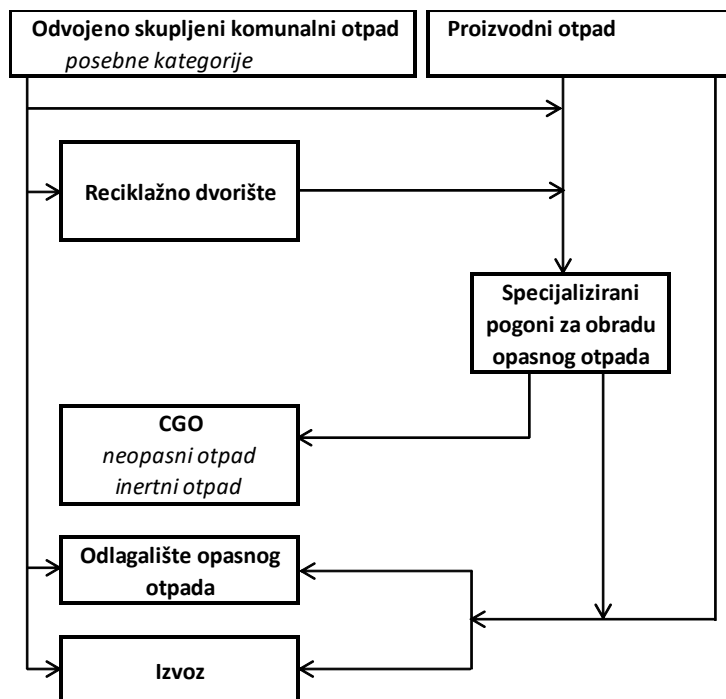 Odvojeno skupljeni komunalni otpad
posebne kategorije
Proizvodni otpad
Reciklažno dvorište
Specijalizirani
pogoni za obradu
opasnog otpada
CGO
neopasni otpad
inertni otpad
Odlagalište opasnog
otpada
Izvoz